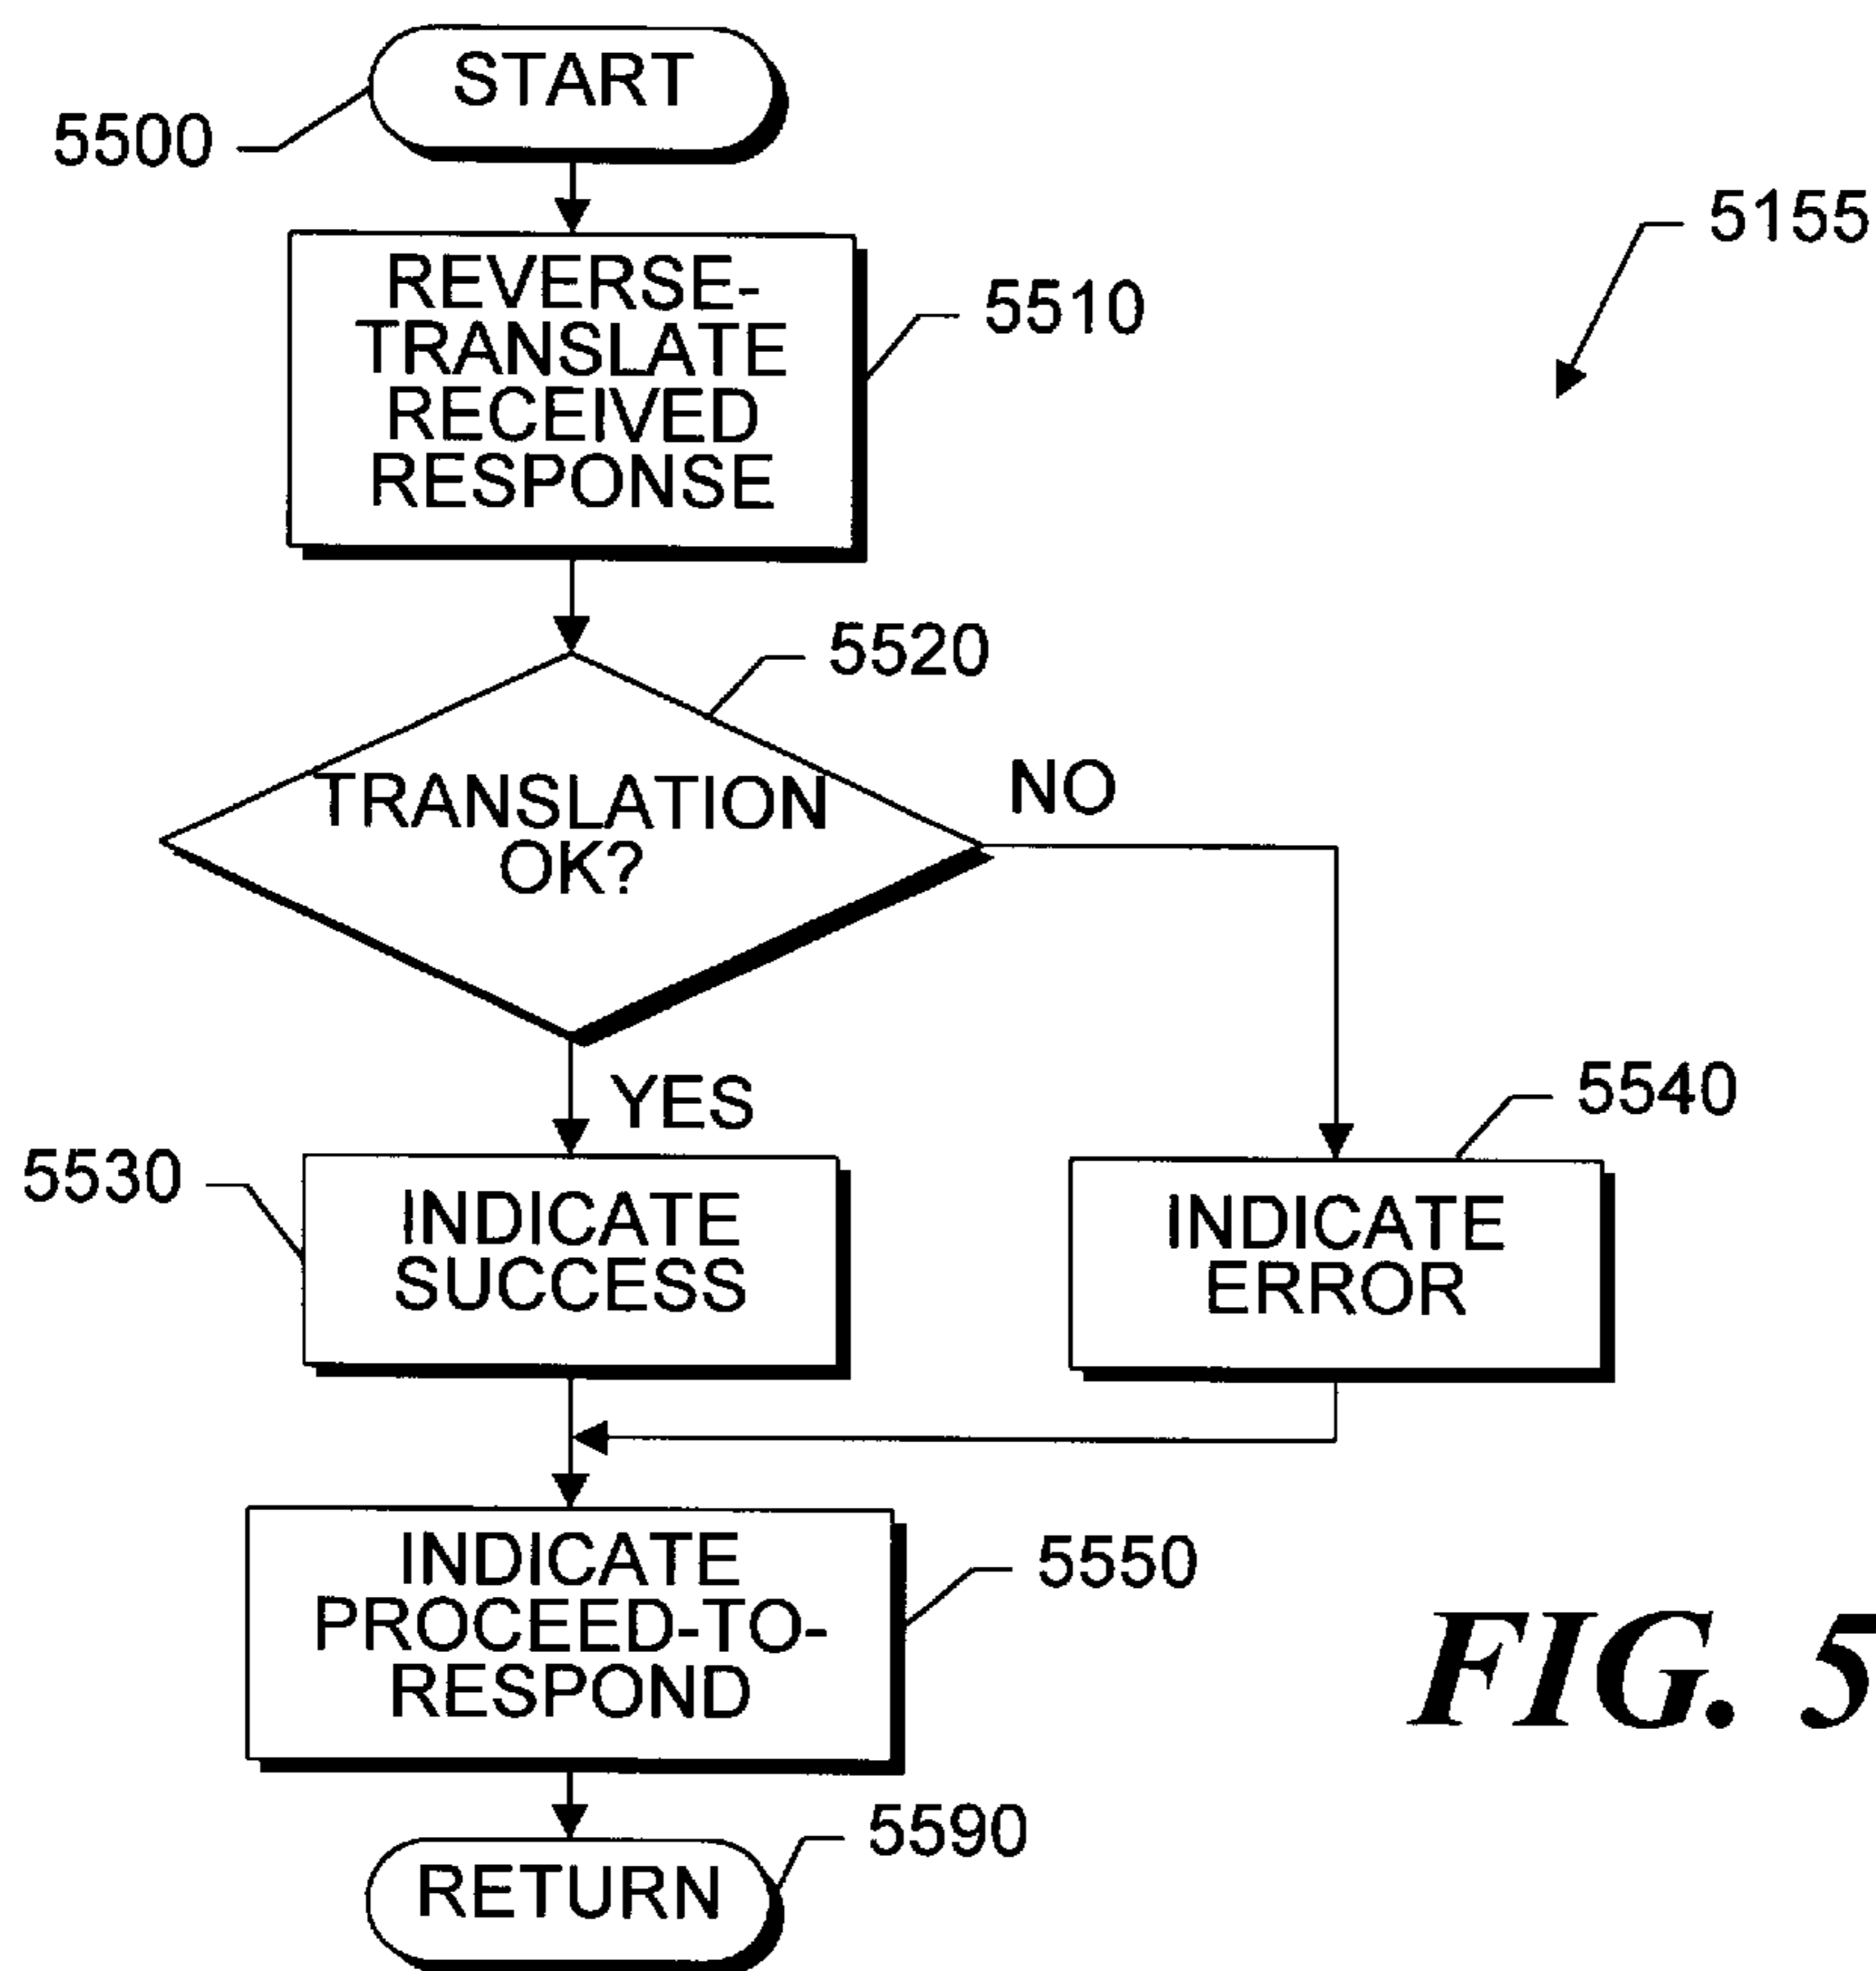 START
5500
5155
REVERSE-
TRANSLATE
RECEIVED
RESPONSE
5510
5520
TRANSLATION
OK?
NO
YES
5540
5530
INDICATE
SUCCESS
INDICATE
ERROR
INDICATE
PROCEED-TO-
RESPOND
5550
FIG. 5
5590
RETURN